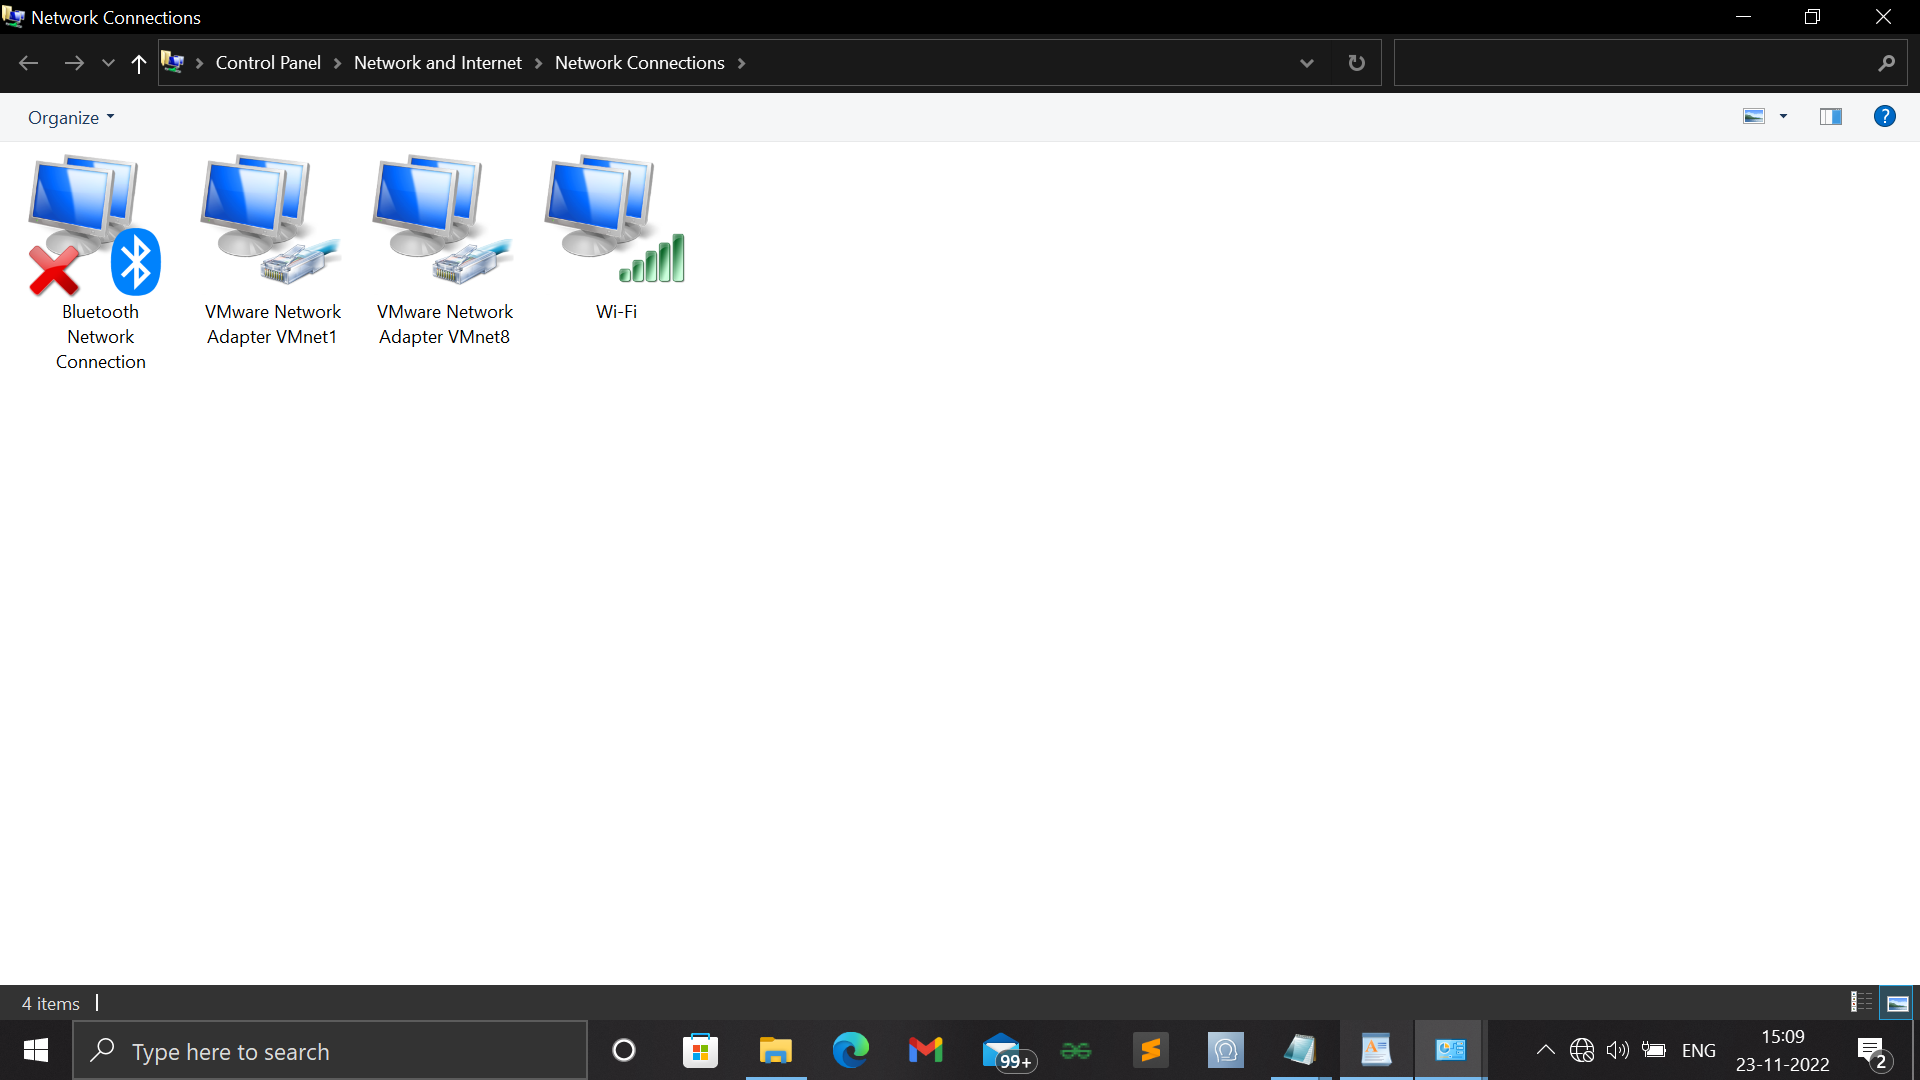 Network Connections
Control Panel
Network and Internet
Network Connections
Organize
?
Bluetooth
Network
Connection
VMware Network
Adapter VMnet1
VMware Network
Adapter VMnet8
Wi-Fi
4 items
Type here to search
99+
ENG
15:09
23-11-2022
2